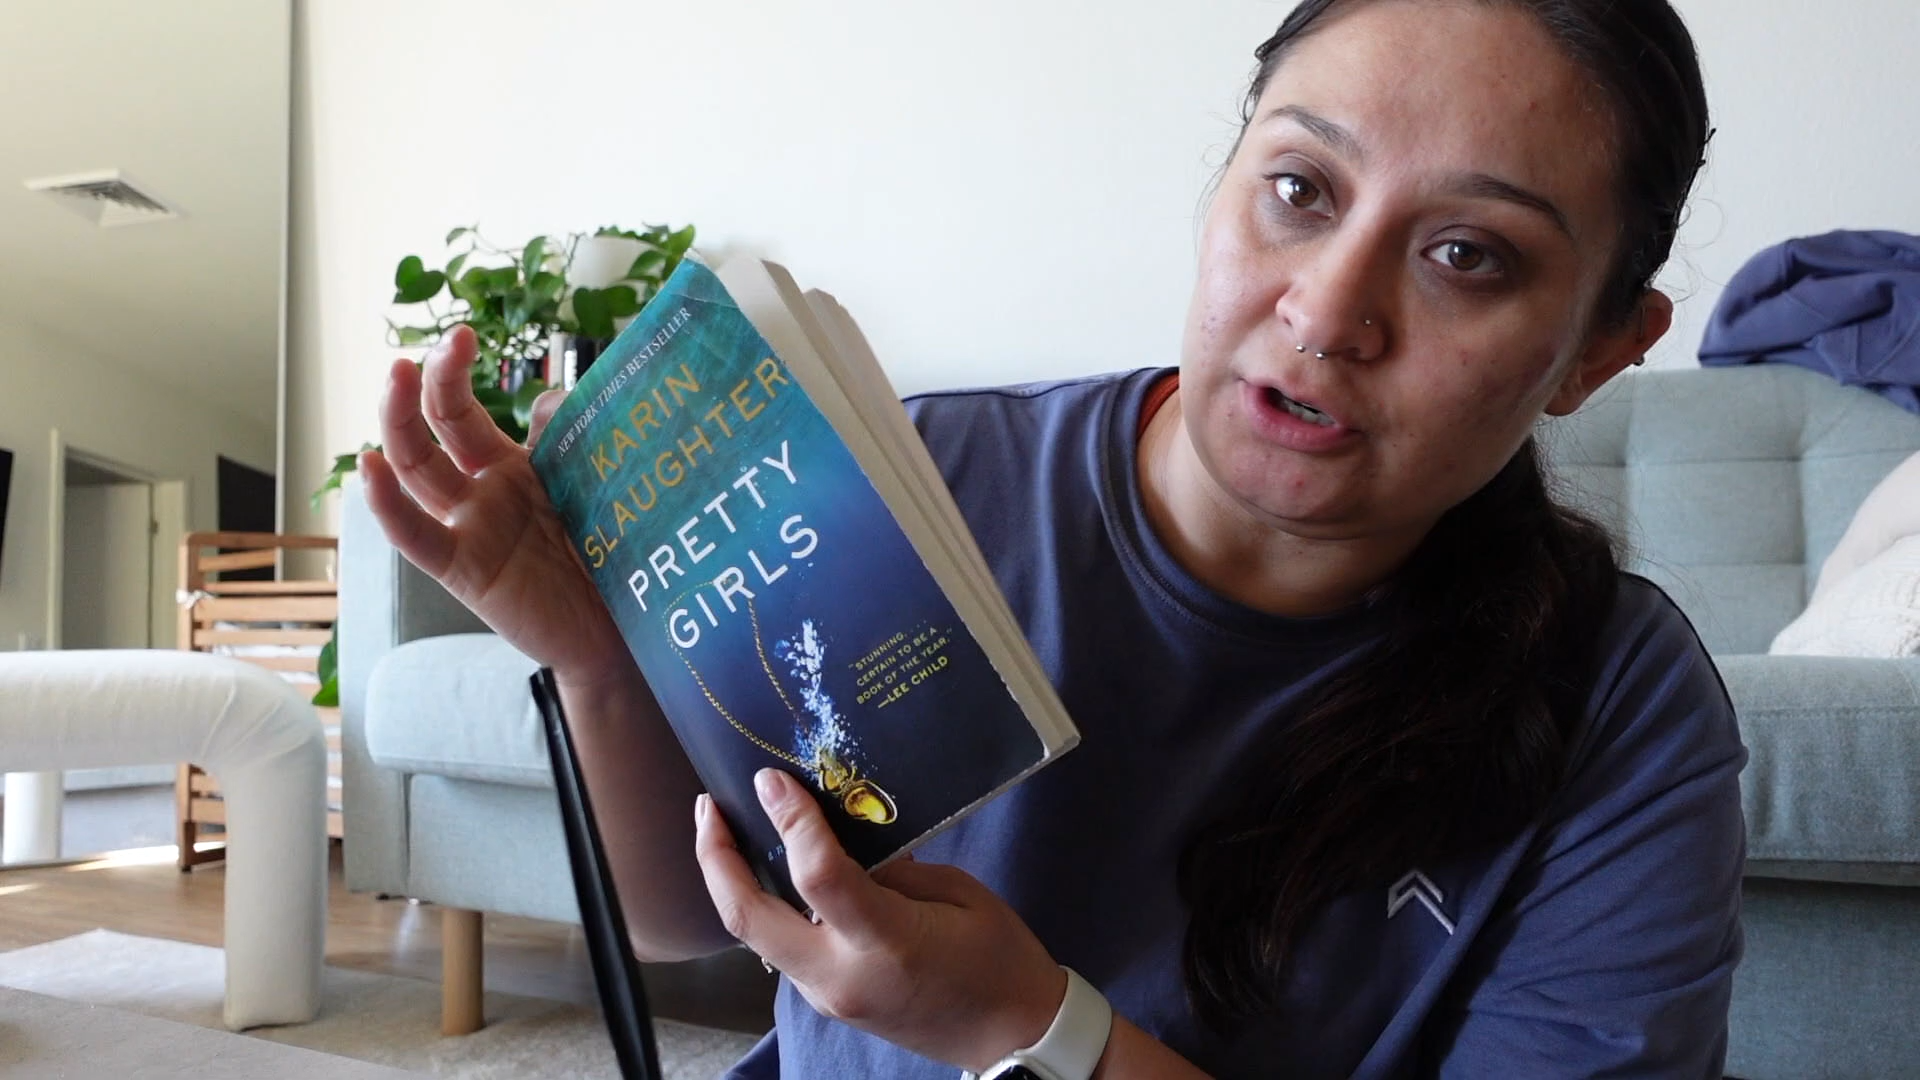 NEW YORK TIMES BESTSELLER
KARIN
SLAUGHTER
PRETTY
GIRLS
"STUNNING...
CERTAIN TO BE A
BOOK OF THE YEAR."
—LEE CHILD